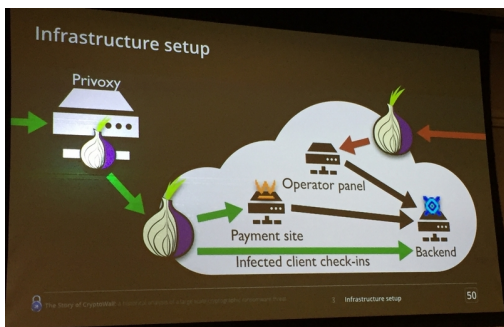 Infrastructure setup
Privoxy
Operator panel
Payment site
Infected client check-ins
Backend
The Story of CryptoWall
Infrastructure setup
50